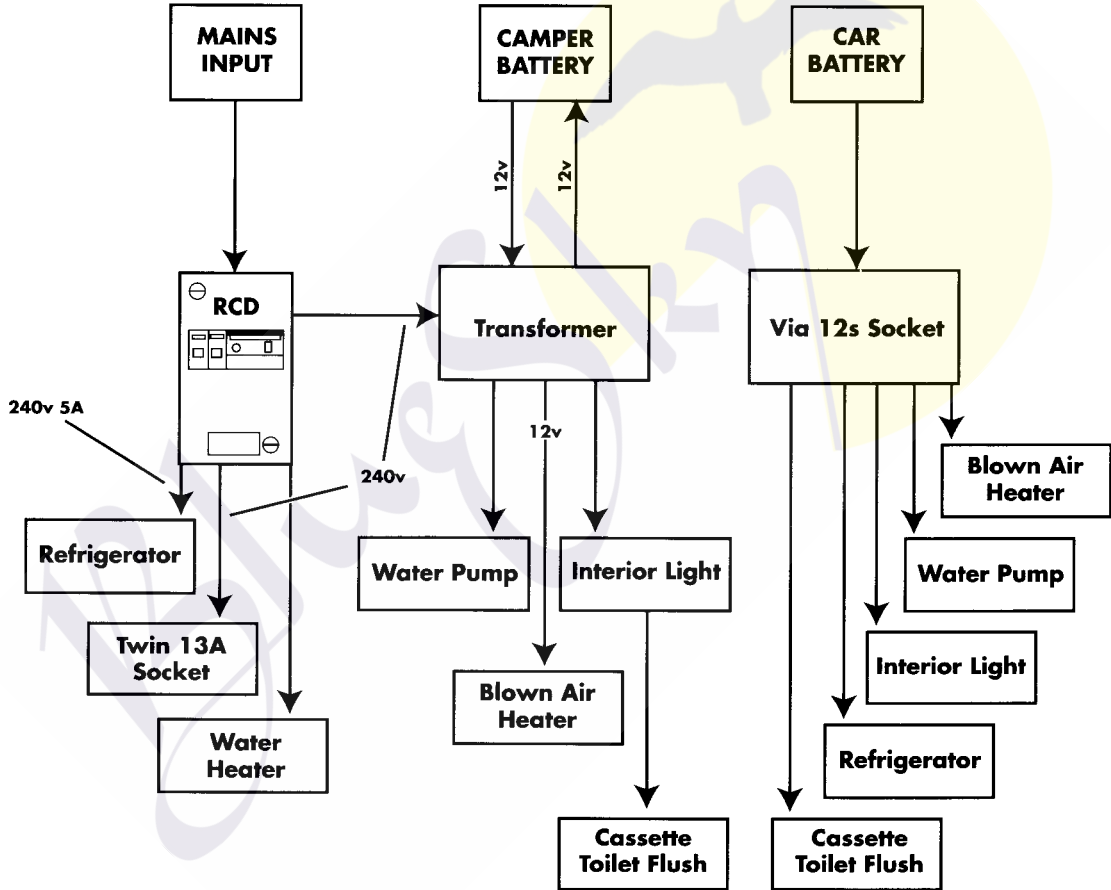 MAINS
INPUT
CAMPER
BATTERY
CAR
BATTERY
12v
12v
RCD
Transformer
Via 12s Socket
240v 5A
12v
240v
Blown Air
Heater
Refrigerator
Water Pump
Interior Light
Water Pump
Twin 13A
Socket
Interior Light
Blown Air
Heater
Water
Heater
Refrigerator
Cassette
Toilet Flush
Cassette
Toilet Flush
BlueSky